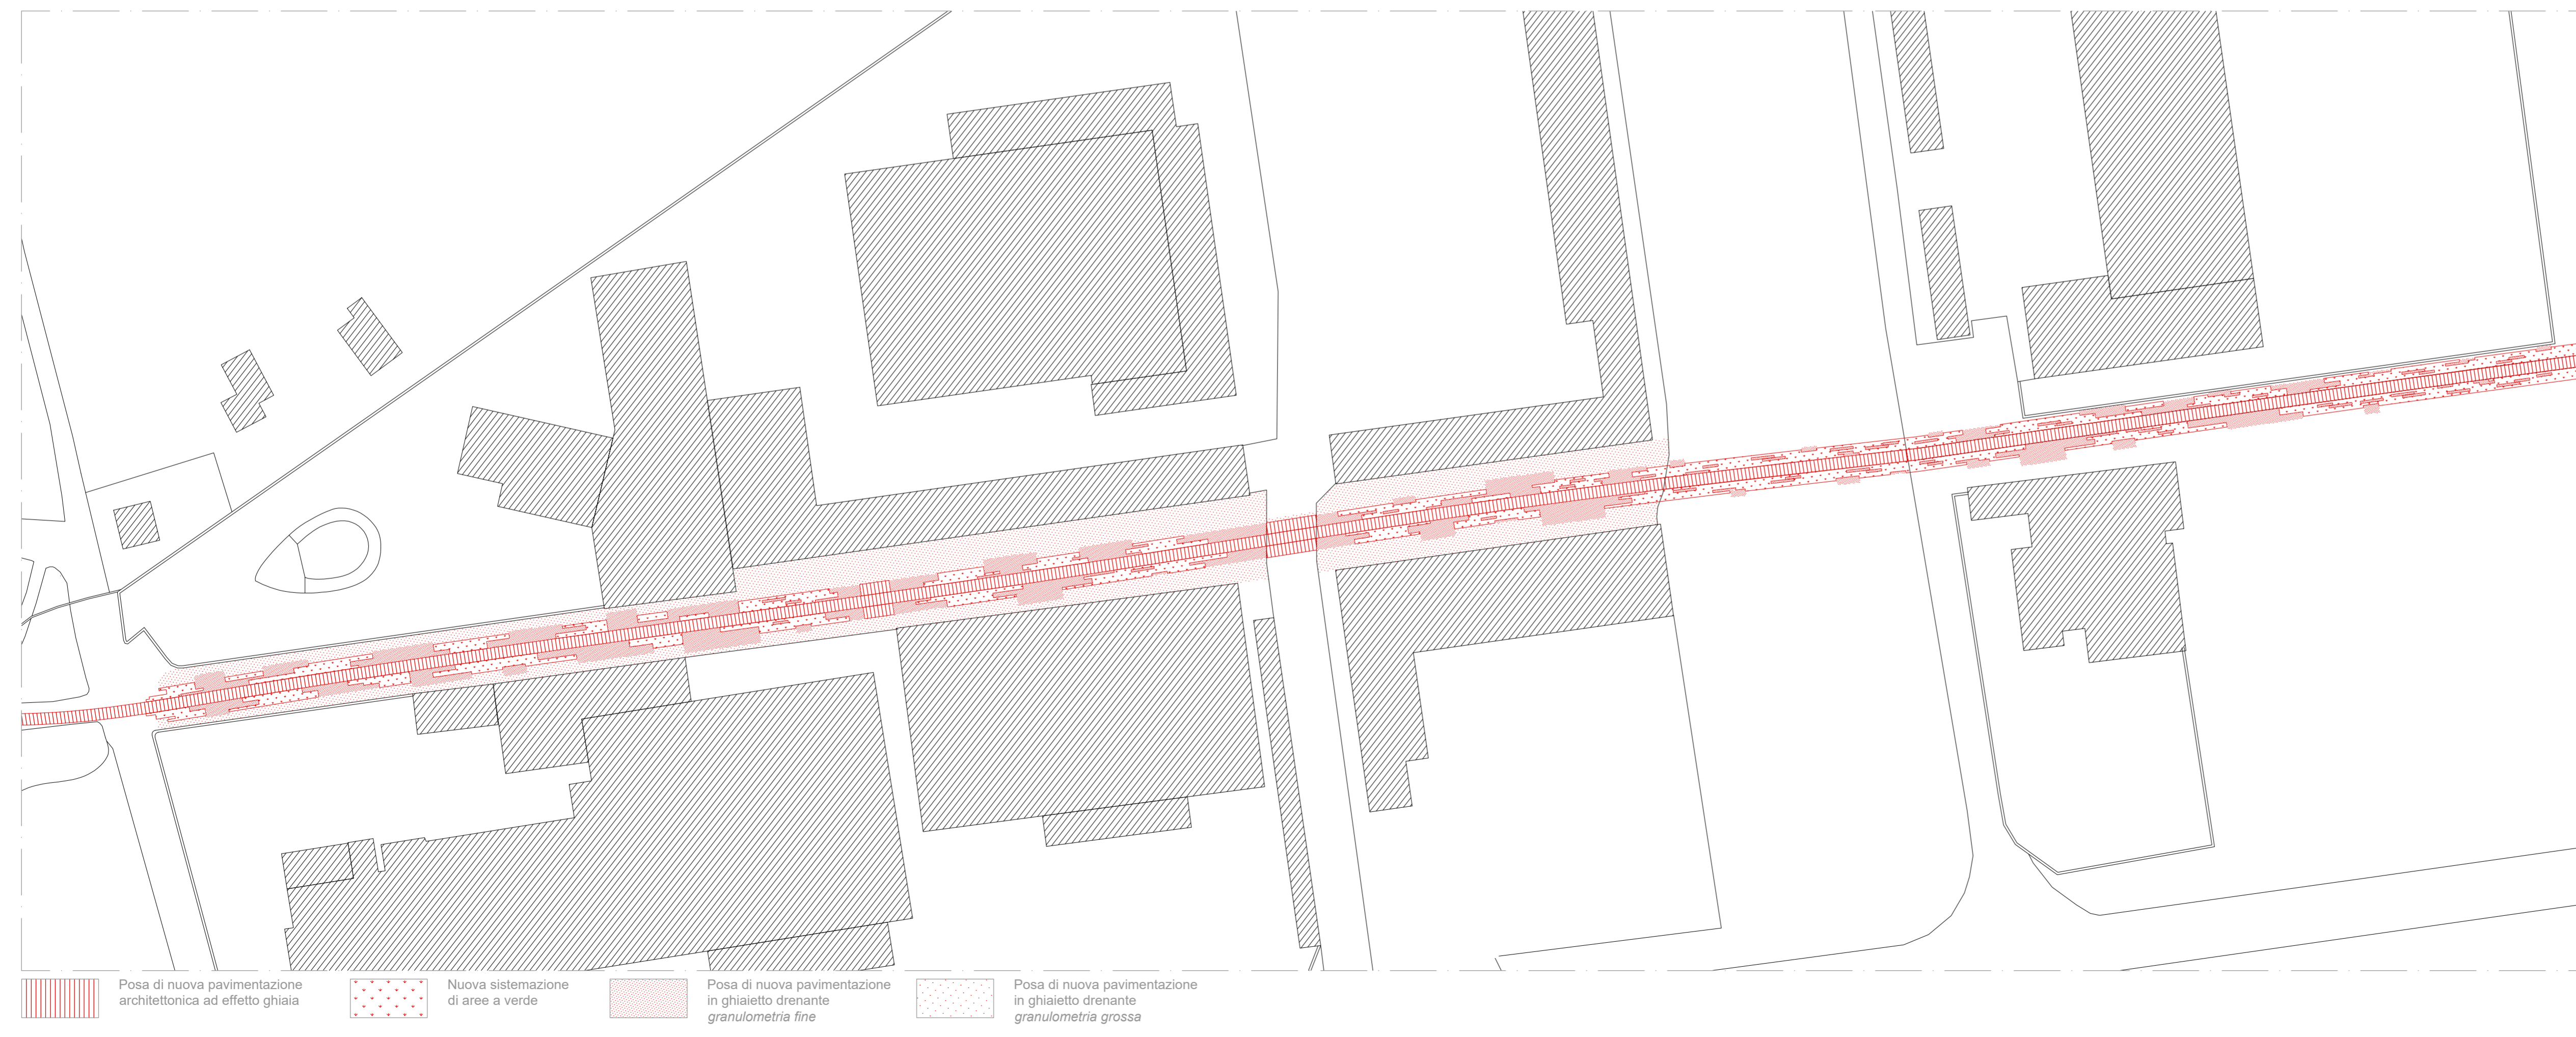 Posa di nuova pavimentazione
architettonica ad effetto ghiaia
Nuova sistemazione
di aree a verde
Posa di nuova pavimentazione
in ghiaietto drenante
granulometria fine
Posa di nuova pavimentazione
in ghiaietto drenante
granulometria grossa